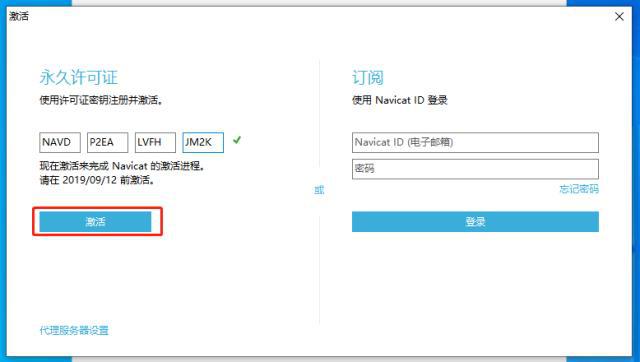 激活
永久许可证
使用许可证密钥注册并激活。
NAVD P2EA LVFH JM2K
现在激活来完成 Navicat 的激活进程。
请在 2019/09/12 前激活。
激活
代理服务器设置
或
订阅
使用 Navicat ID 登录
Navicat ID (电子邮箱)
密码
忘记密码
登录